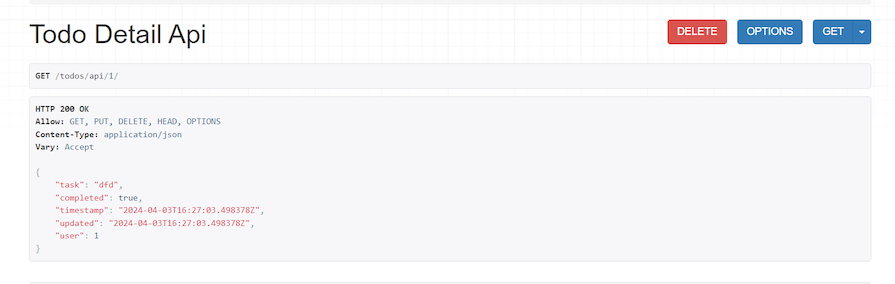 Todo Detail Api
DELETE
OPTIONS
GET
GET /todos/api/1/
HTTP 200 OK
Allow: GET, PUT, DELETE, HEAD, OPTIONS
Content-Type: application/json
Vary: Accept
{
"task": "dfd",
"completed": true,
"timestamp": "2024-04-03T16:27:03.498378Z",
"updated": "2024-04-03T16:27:03.498378Z",
"user": 1
}